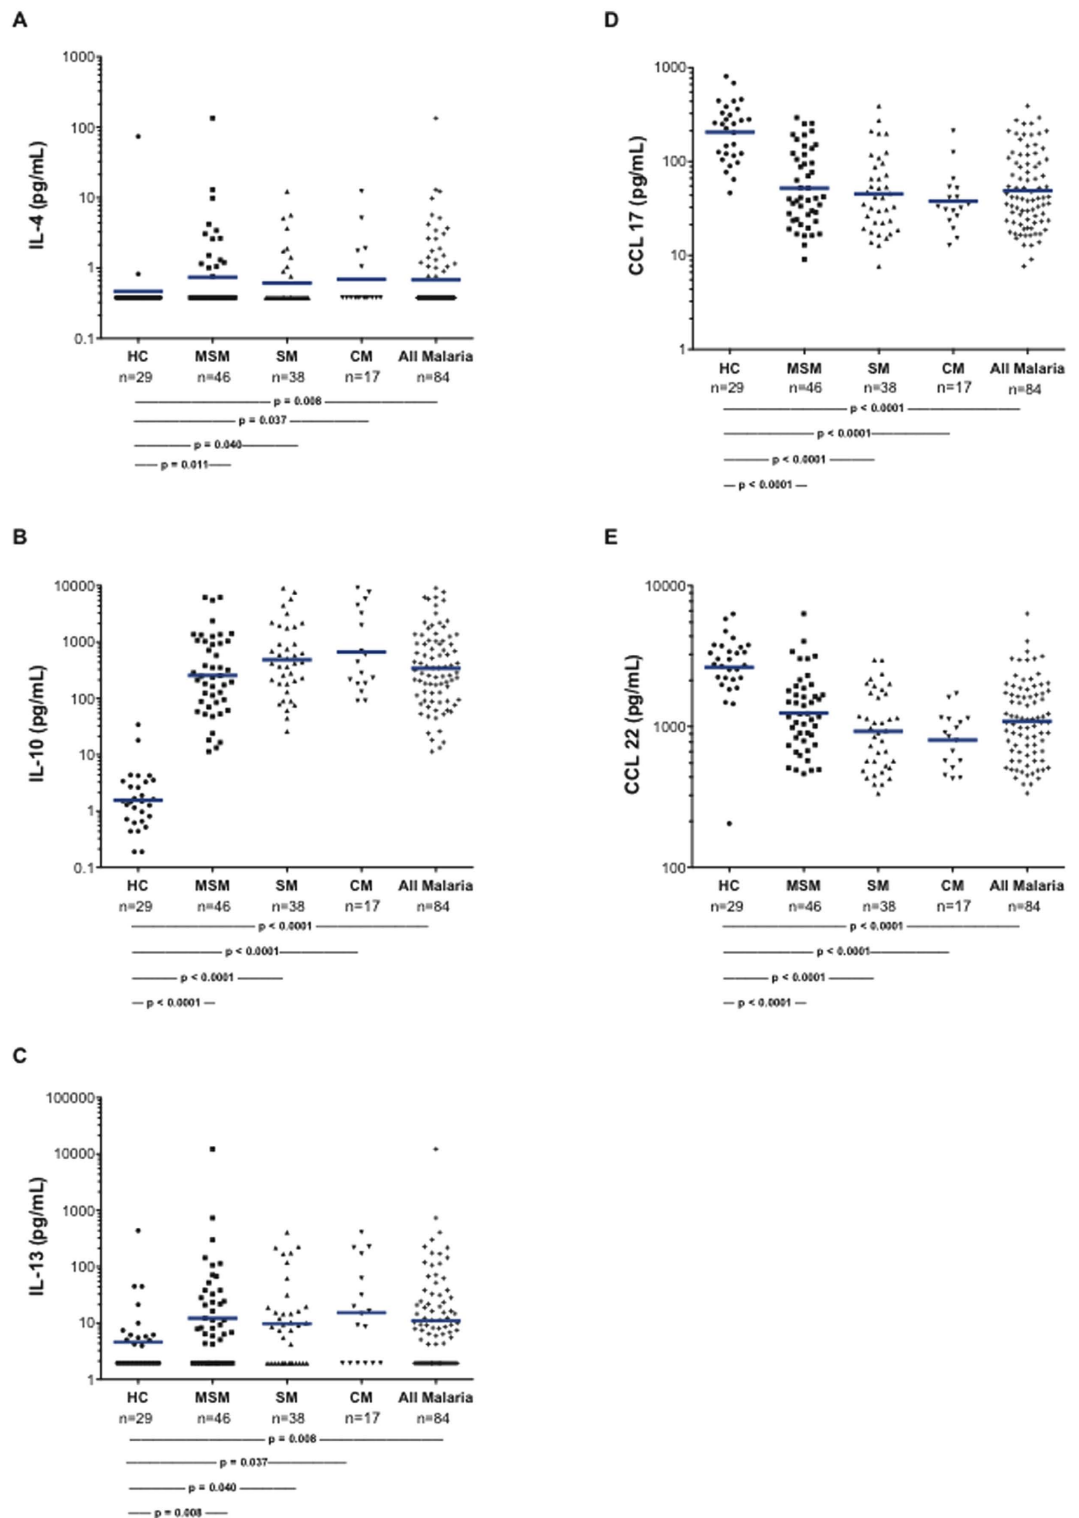 A
IL-4 (pg/mL)
1000
100
10
1
0.1
HC MSM SM CM All Malaria
n=29 n=46 n=38 n=17 n=84
p = 0.008
p = 0.037
p = 0.040
p = 0.011
B
IL-10 (pg/mL)
10000
1000
100
10
1
0.1
HC MSM SM CM All Malaria
n=29 n=46 n=38 n=17 n=84
p < 0.0001
p < 0.0001
p < 0.0001
p < 0.0001
C
IL-13 (pg/mL)
100000
10000
1000
100
10
1
HC MSM SM CM All Malaria
n=29 n=46 n=38 n=17 n=84
p = 0.008
p = 0.037
p = 0.040
p = 0.008
D
CCL 17 (pg/mL)
1000
100
10
1
HC MSM SM CM All Malaria
n=29 n=46 n=38 n=17 n=84
p < 0.0001
p < 0.0001
p < 0.0001
p < 0.0001
E
CCL 22 (pg/mL)
10000
1000
100
HC MSM SM CM All Malaria
n=29 n=46 n=38 n=17 n=84
p < 0.0001
p < 0.0001
p < 0.0001
p < 0.0001